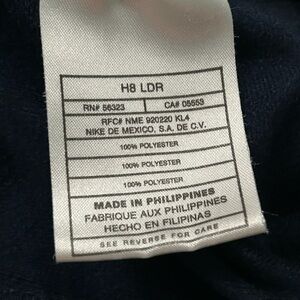 H8 LDR
RN# 56323 CA# 05553
RFC# NME 920220 KL4
NIKE DE MEXICO, S.A. DE C.V.
100% POLYESTER
100% POLYESTER
100% POLYESTER
MADE IN PHILIPPINES
FABRIQUE AUX PHILIPPINES
HECHO EN FILIPINAS
SEE REVERSE FOR CARE